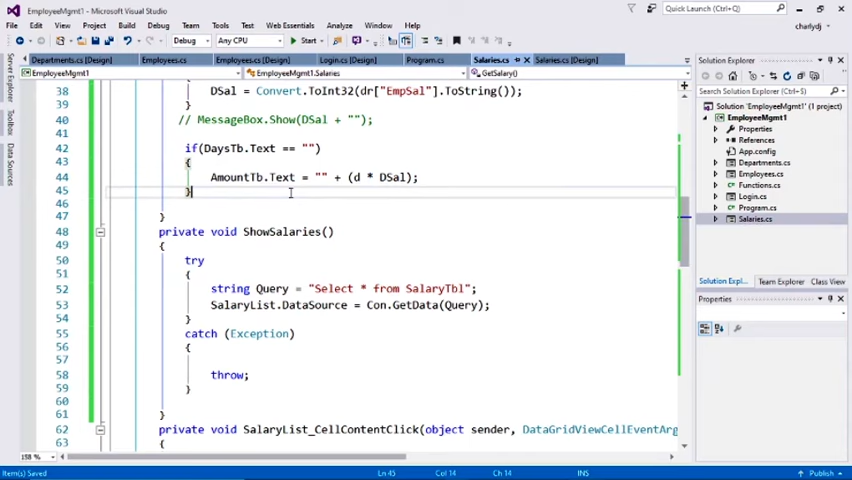 EmployeeMgmt1 - Microsoft Visual Studio
Quick Launch (Ctrl+Q)
File Edit View Project Build Debug Team Tools Test Web Essentials Analyze Window Help
charlydj
Debug Any CPU Start
Departments.cs [Design] Employees.cs Employees.cs [Design] Login.cs [Design] Program.cs Salaries.cs Salaries.cs [Design]
EmployeeMgmt1 EmployeeMgmt1.Salaries GetSalary()
38 DSal = Convert.ToInt32(dr["EmpSal"].ToString());
39 }
40 // MessageBox.Show(DSal + "");
41
42 if(DaysTb.Text == "")
43 {
44 AmountTb.Text = "" + (d * DSal);
45 }
46
47 }
48 private void ShowSalaries()
49 {
50 try
51 {
52 string Query = "Select * from SalaryTbl";
53 SalaryList.DataSource = Con.GetData(Query);
54 }
55 catch (Exception)
56 {
57
58 throw;
59 }
60
61 }
62 private void SalaryList_CellContentClick(object sender, DataGridViewCellEventArg
63 {
158 %
Server Explorer
Toolbox
Data Sources
Solution Explorer
Search Solution Explorer (Ctrl+;)
Solution 'EmployeeMgmt1' (1 project)
EmployeeMgmt1
Properties
References
App.config
Departments.cs
Employees.cs
Functions.cs
Login.cs
Program.cs
Salaries.cs
Solution Expl... Team Explorer Class View
Properties
Item(s) Saved Ln 45 Col 14 Ch 14 INS Publish